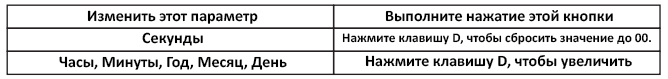 Изменить этот параметр
Выполните нажатие этой кнопки
Секунды
Нажмите клавишу D, чтобы сбросить значение до 00.
Часы, Минуты, Год, Месяц, День
Нажмите клавишу D, чтобы увеличить